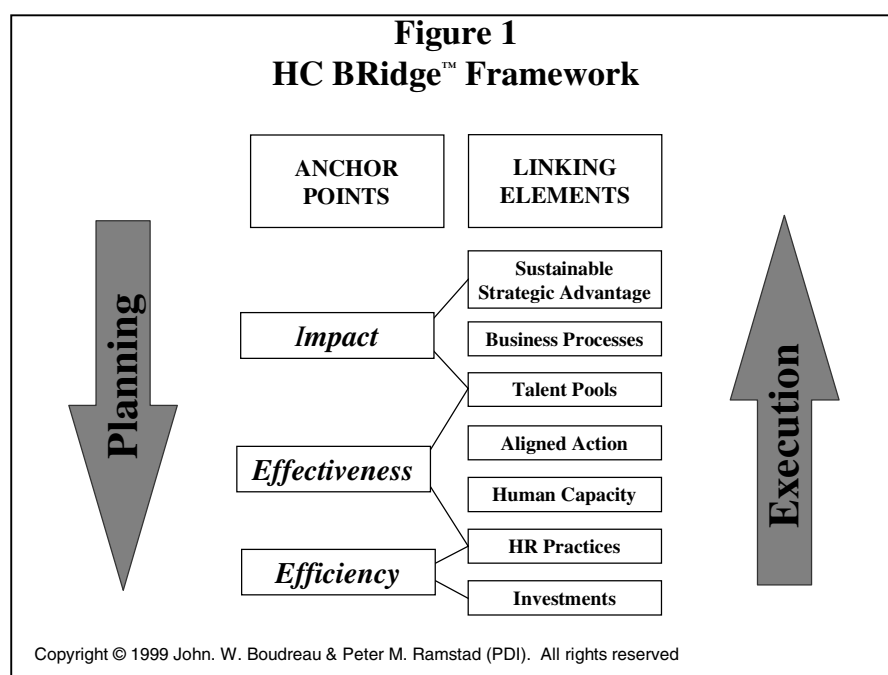 Figure 1
HC BRidge™ Framework
ANCHOR
POINTS
LINKING
ELEMENTS
Planning
Execution
Impact
Effectiveness
Efficiency
Sustainable
Strategic Advantage
Business Processes
Talent Pools
Aligned Action
Human Capacity
HR Practices
Investments
Copyright © 1999 John. W. Boudreau & Peter M. Ramstad (PDI).  All rights reserved